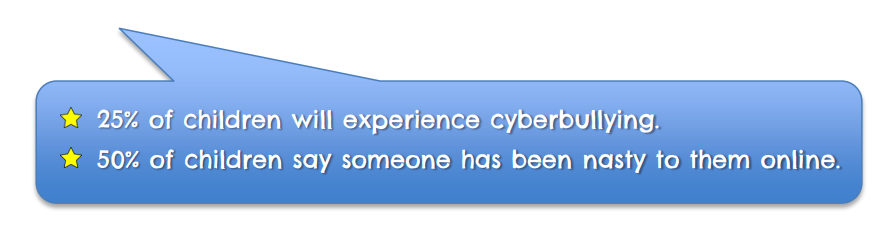 25% of children will experience cyberbullying.
50% of children say someone has been nasty to them online.